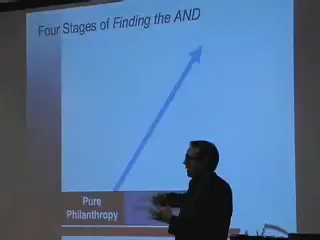 Four Stages of Finding the AND
Pure
Philanthropy